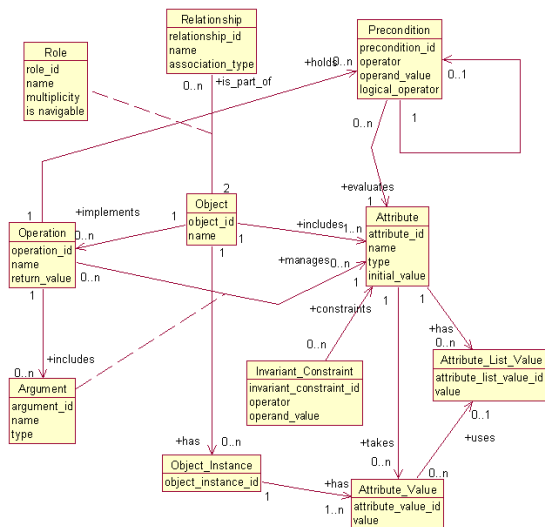 Relationship
relationship_id
name
association_type
Role
role_id
name
multiplicity
is navigable
Precondition
precondition_id
operator
operand_value
logical_operator
+holds
0..n
0..1
0..n
+is_part_of
0..n
1
+evaluates
1
2
Object
object_id
name
+implements
1
1
1
+includes
1..n
Attribute
attribute_id
name
type
initial_value
1
Operation
operation_id
name
return_value
0..n
0..n
+manages
0..n
1
1
1
+constraints
+has
0..n
0..n
Attribute_List_Value
attribute_list_value_id
value
Invariant_Constraint
invariant_constraint_id
operator
operand_value
+includes
0..n
Argument
argument_id
name
type
0..1
+uses
+has
0..n
+takes
0..n
0..n
Object_Instance
object_instance_id
1
+has
1..n
Attribute_Value
attribute_value_id
value